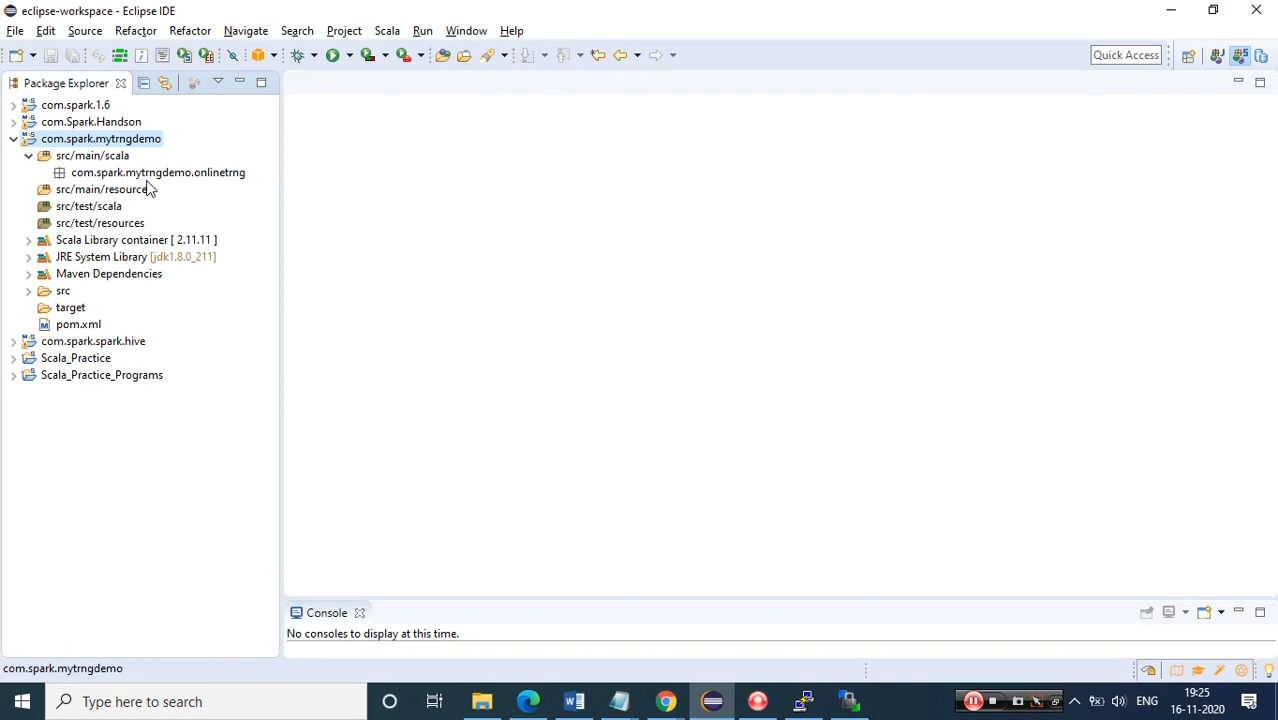 eclipse-workspace - Eclipse IDE
File Edit Source Refactor Refactor Navigate Search Project Scala Run Window Help
Quick Access
Package Explorer
com.spark.1.6
com.Spark.Handson
com.spark.mytrngdemo
src/main/scala
com.spark.mytrngdemo.onlinetrng
src/main/resource
src/test/scala
src/test/resources
Scala Library container [ 2.11.11 ]
JRE System Library [jdk1.8.0_211]
Maven Dependencies
src
target
pom.xml
com.spark.spark.hive
Scala_Practice
Scala_Practice_Programs
Console
No consoles to display at this time.
com.spark.mytrngdemo
Type here to search
ENG
19:25
16-11-2020